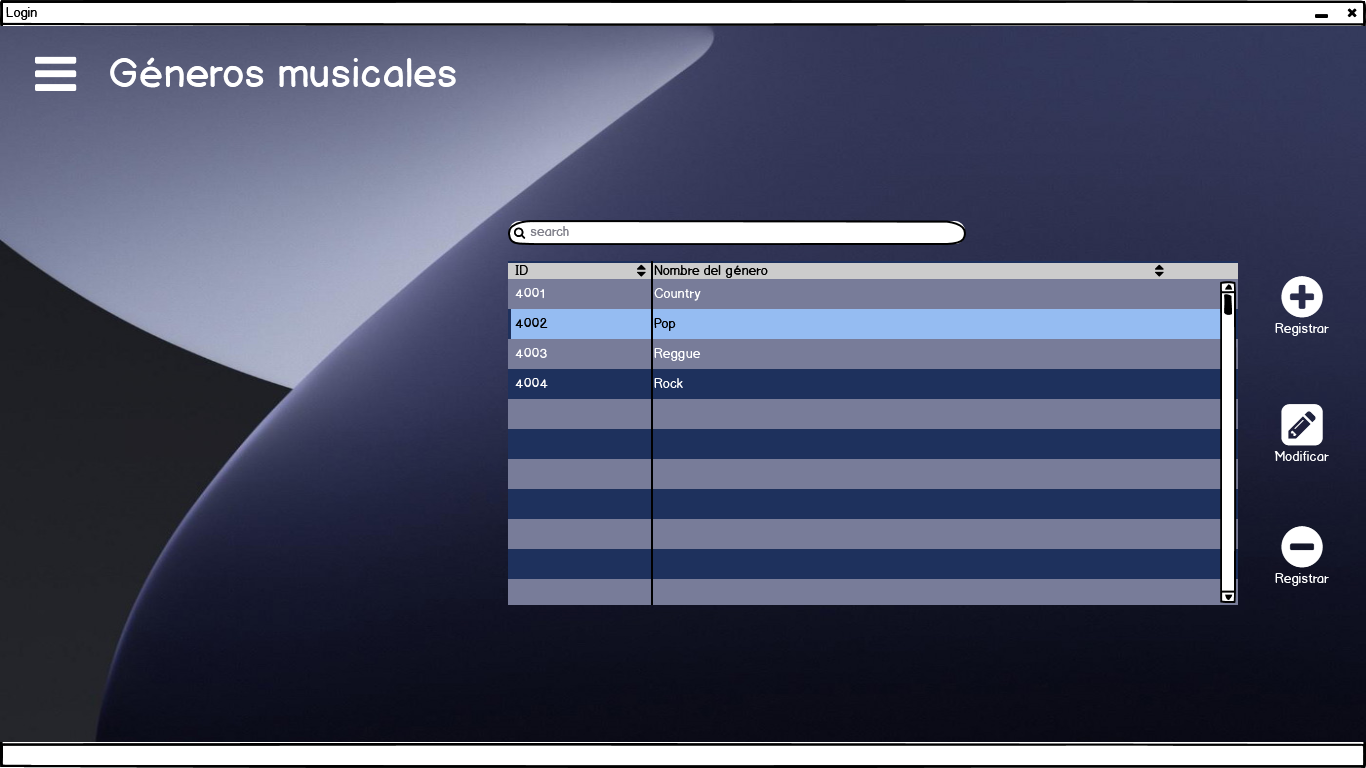 Login
Géneros musicales
search
ID Nombre del género
4001 Country
4002 Pop
4003 Reggue
4004 Rock
Registrar
Modificar
Registrar